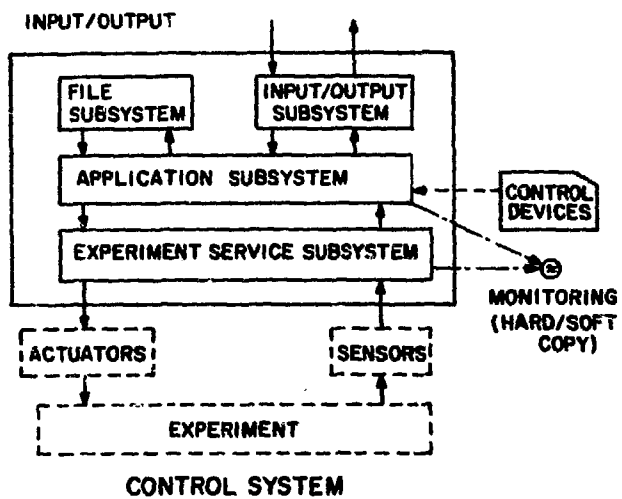 INPUT/OUTPUT
FILE
SUBSYSTEM
INPUT/OUTPUT
SUBSYSTEM
APPLICATION SUBSYSTEM
CONTROL
DEVICES
EXPERIMENT SERVICE SUBSYSTEM
MONITORING
(HARD/SOFT
COPY)
ACTUATORS
SENSORS
EXPERIMENT
CONTROL SYSTEM